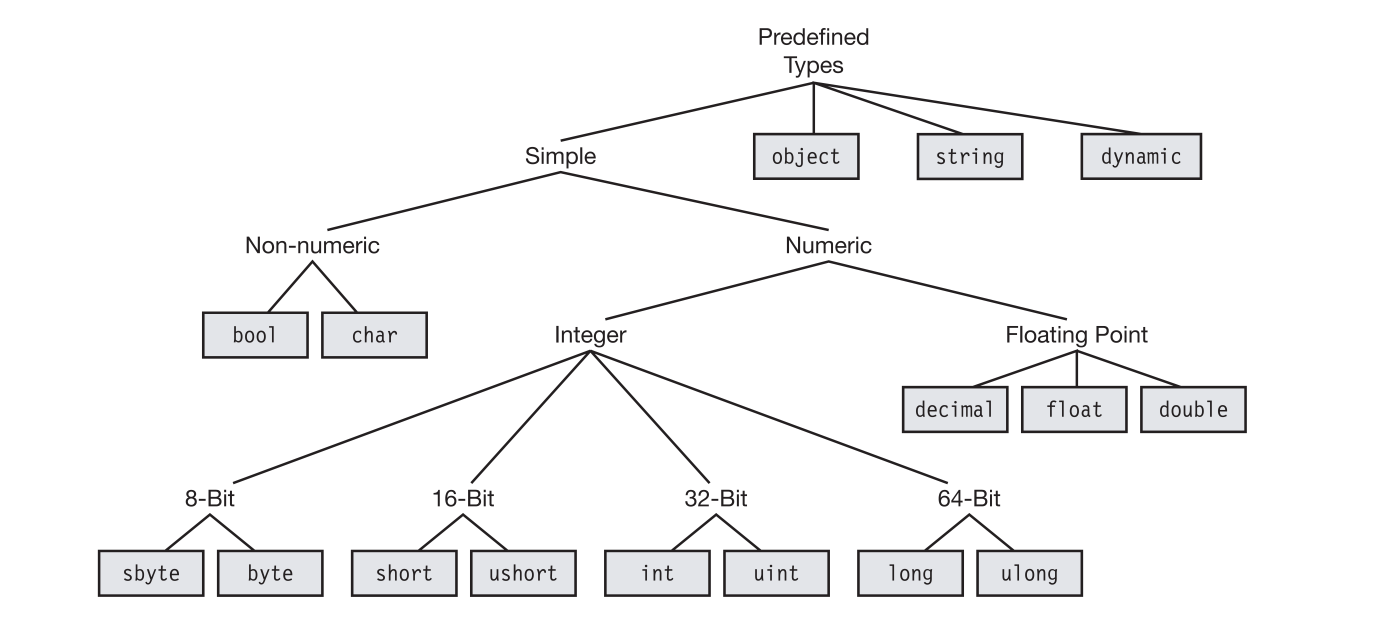 Predefined
Types
Simple
object
string
dynamic
Non-numeric
Numeric
bool
char
Integer
Floating Point
decimal
float
double
8-Bit
16-Bit
32-Bit
64-Bit
sbyte
byte
short
ushort
int
uint
long
ulong